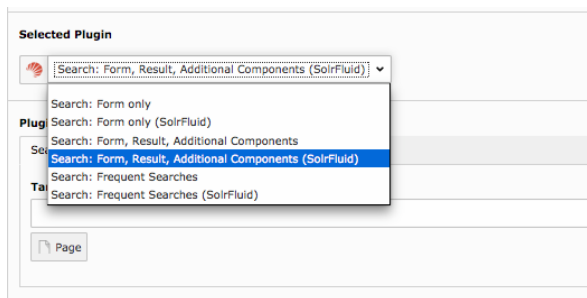 Selected Plugin
Search: Form, Result, Additional Components (SolrFluid)
Search: Form only
Search: Form only (SolrFluid)
Search: Form, Result, Additional Components
Search: Form, Result, Additional Components (SolrFluid)
Search: Frequent Searches
Search: Frequent Searches (SolrFluid)
Page